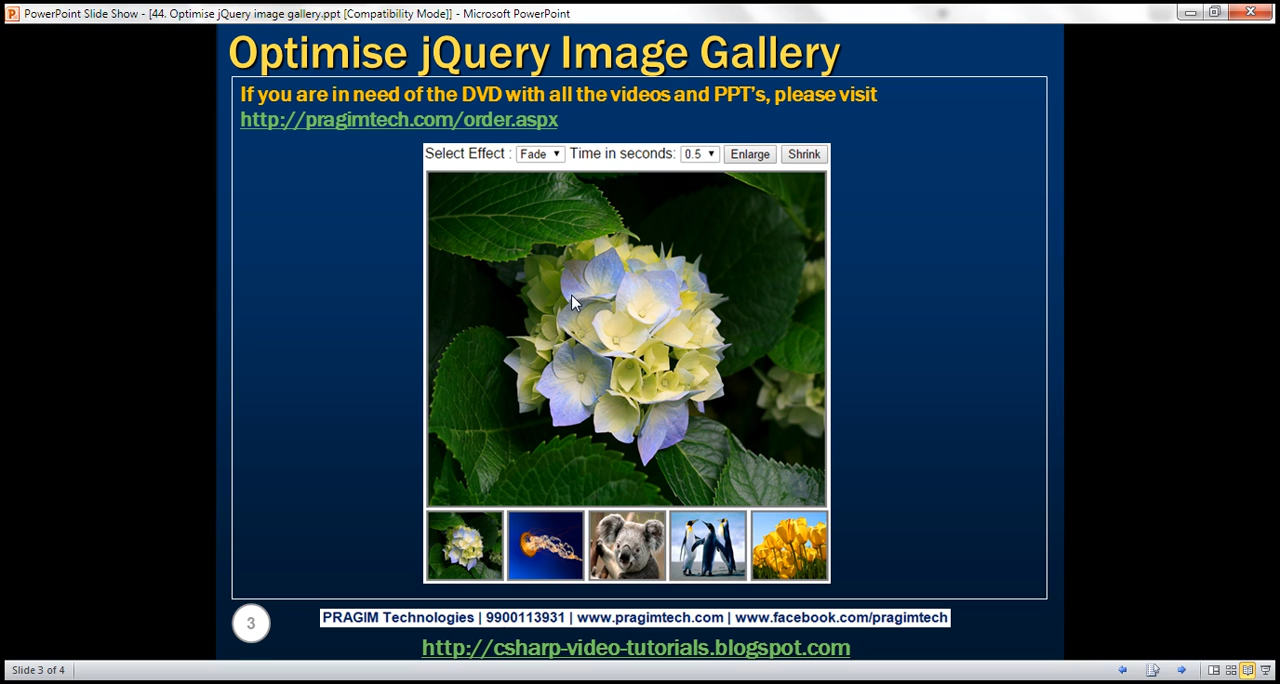 PowerPoint Slide Show - [44. Optimise jQuery image gallery.ppt [Compatibility Mode]] - Microsoft PowerPoint
Optimise jQuery Image Gallery
If you are in need of the DVD with all the videos and PPT's, please visit
http://pragimtech.com/order.aspx
Select Effect : Fade Time in seconds: 0.5 Enlarge Shrink
3
PRAGIM Technologies | 9900113931 | www.pragimtech.com | www.facebook.com/pragimtech
http://csharp-video-tutorials.blogspot.com
Slide 3 of 4